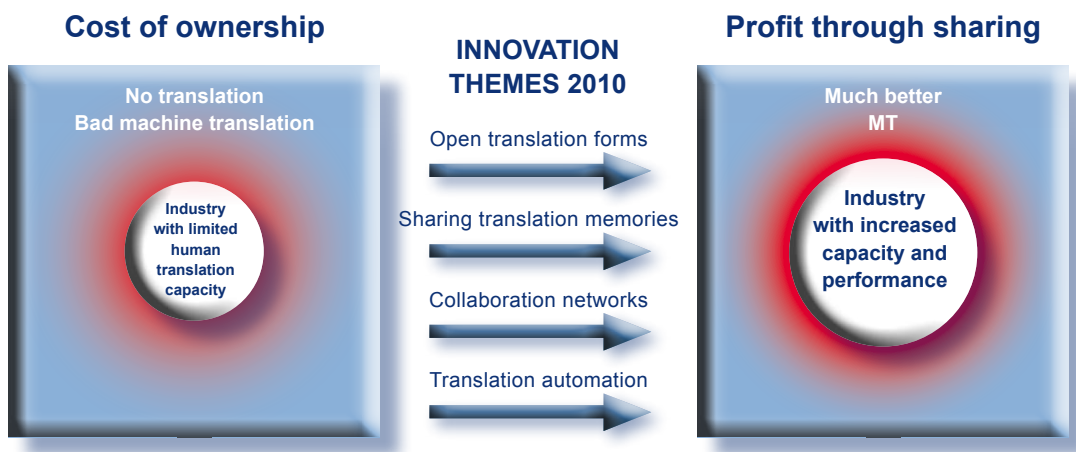 Cost of ownership
No translation
Bad machine translation
Industry
with limited
human
translation
capacity
INNOVATION
THEMES 2010
Open translation forms
Sharing translation memories
Collaboration networks
Translation automation
Profit through sharing
Much better
MT
Industry
with increased
capacity and
performance